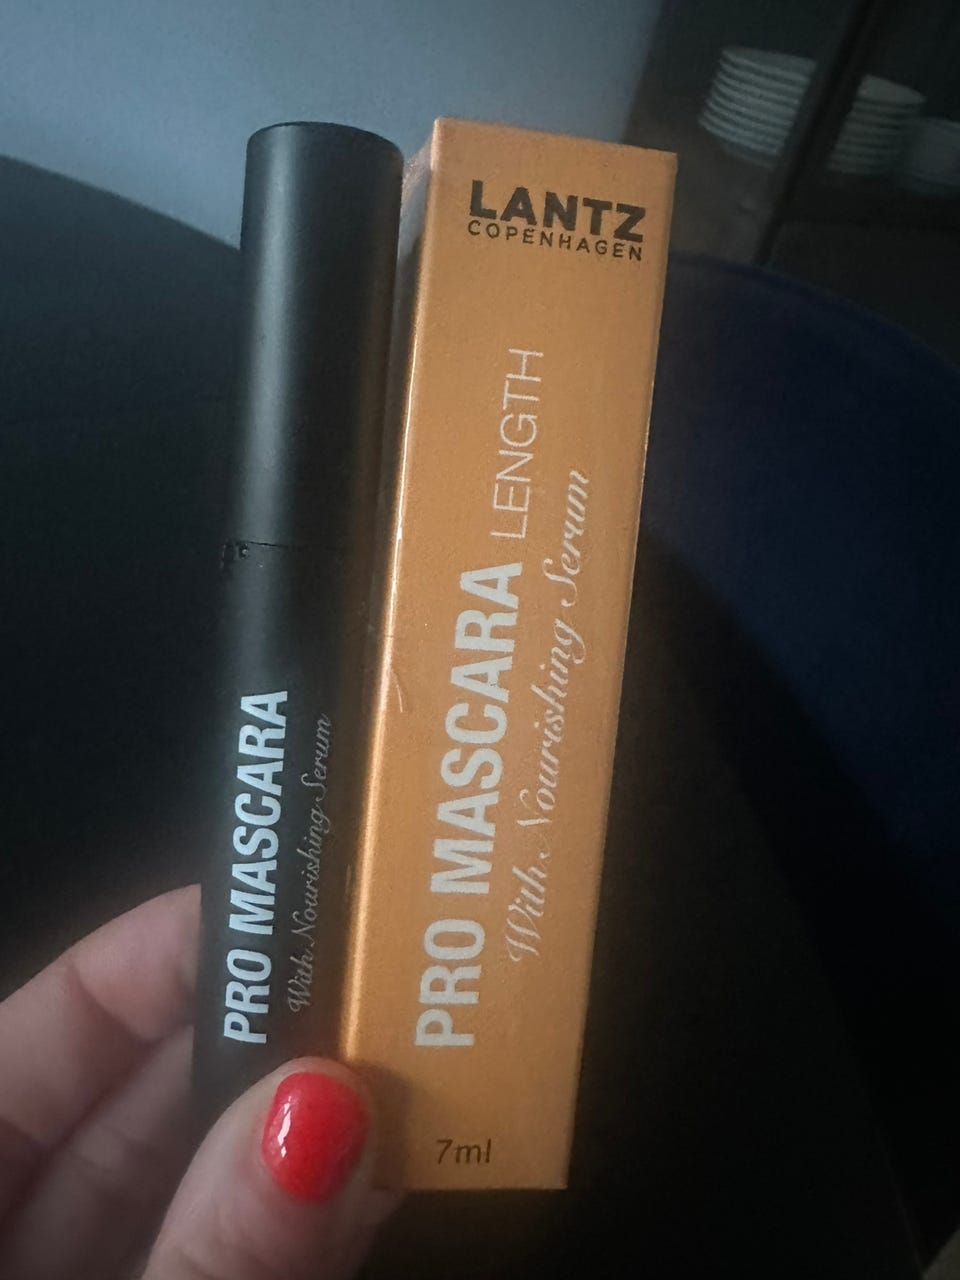 PRO MASCARA
With Nourishing Serum
LANTZ
COPENHAGEN
PRO MASCARA LENGTH
With Nourishing Serum
7ml